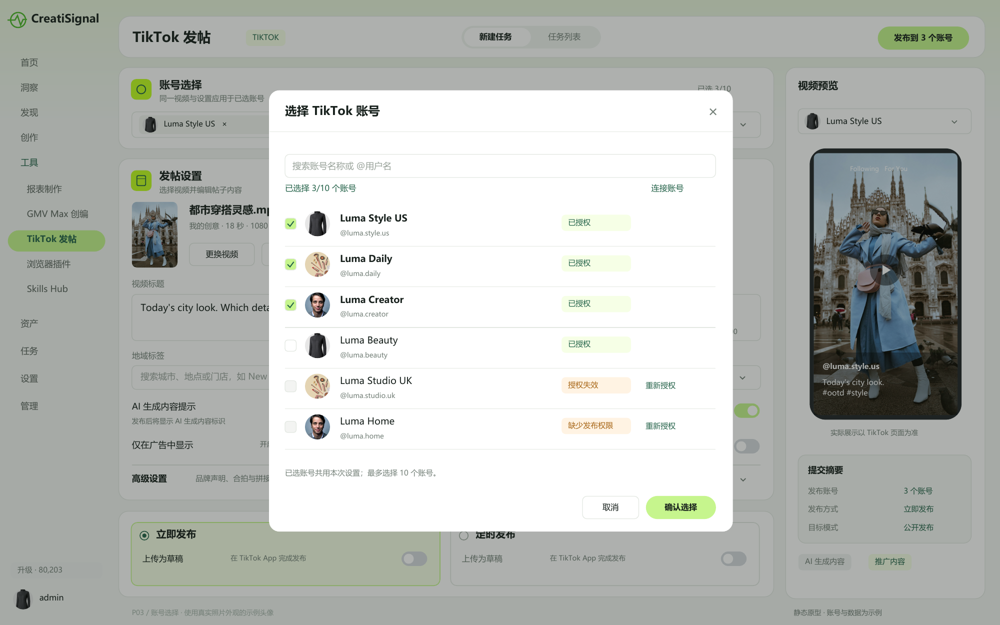 CreatiSignal
首页
洞察
发现
创作
工具
报表制作
GMV Max 创编
TikTok 发帖
浏览器插件
Skills Hub
资产
任务
设置
管理
升级 · 80,203
admin
TikTok 发帖
TIKTOK
新建任务
任务列表
发布到 3 个账号
账号选择
同一视频与设置应用于已选账号
已选 3/10
Luma Style US ×
发帖设置
选择视频并编辑帖子内容
都市穿搭灵感.mp
我的创意 · 18 秒 · 1080
更换视频
视频标题
Today's city look. Which deta
地域标签
搜索城市、地点或门店，如 New
AI 生成内容提示
发布后将显示 AI 生成内容标识
仅在广告中显示
高级设置
品牌声明、合拍与拼接
立即发布
上传为草稿
在 TikTok App 完成发布
定时发布
上传为草稿
在 TikTok App 完成发布
P03 / 账号选择 · 使用真实照片外观的示例头像
选择 TikTok 账号
×
搜索账号名称或 @用户名
已选择 3/10 个账号
连接账号
Luma Style US
@luma.style.us
已授权
Luma Daily
@luma.daily
已授权
Luma Creator
@luma.creator
已授权
Luma Beauty
@luma.beauty
已授权
Luma Studio UK
@luma.studio.uk
授权失效
重新授权
Luma Home
@luma.home
缺少发布权限
重新授权
已选账号共用本次设置；最多选择 10 个账号。
取消
确认选择
视频预览
Luma Style US
Following For You
@luma.style.us
Today's city look.
#ootd #style
实际展示以 TikTok 页面为准
提交摘要
发布账号
3 个账号
发布方式
立即发布
目标模式
公开发布
AI 生成内容
推广内容
静态原型 · 账号与数据为示例